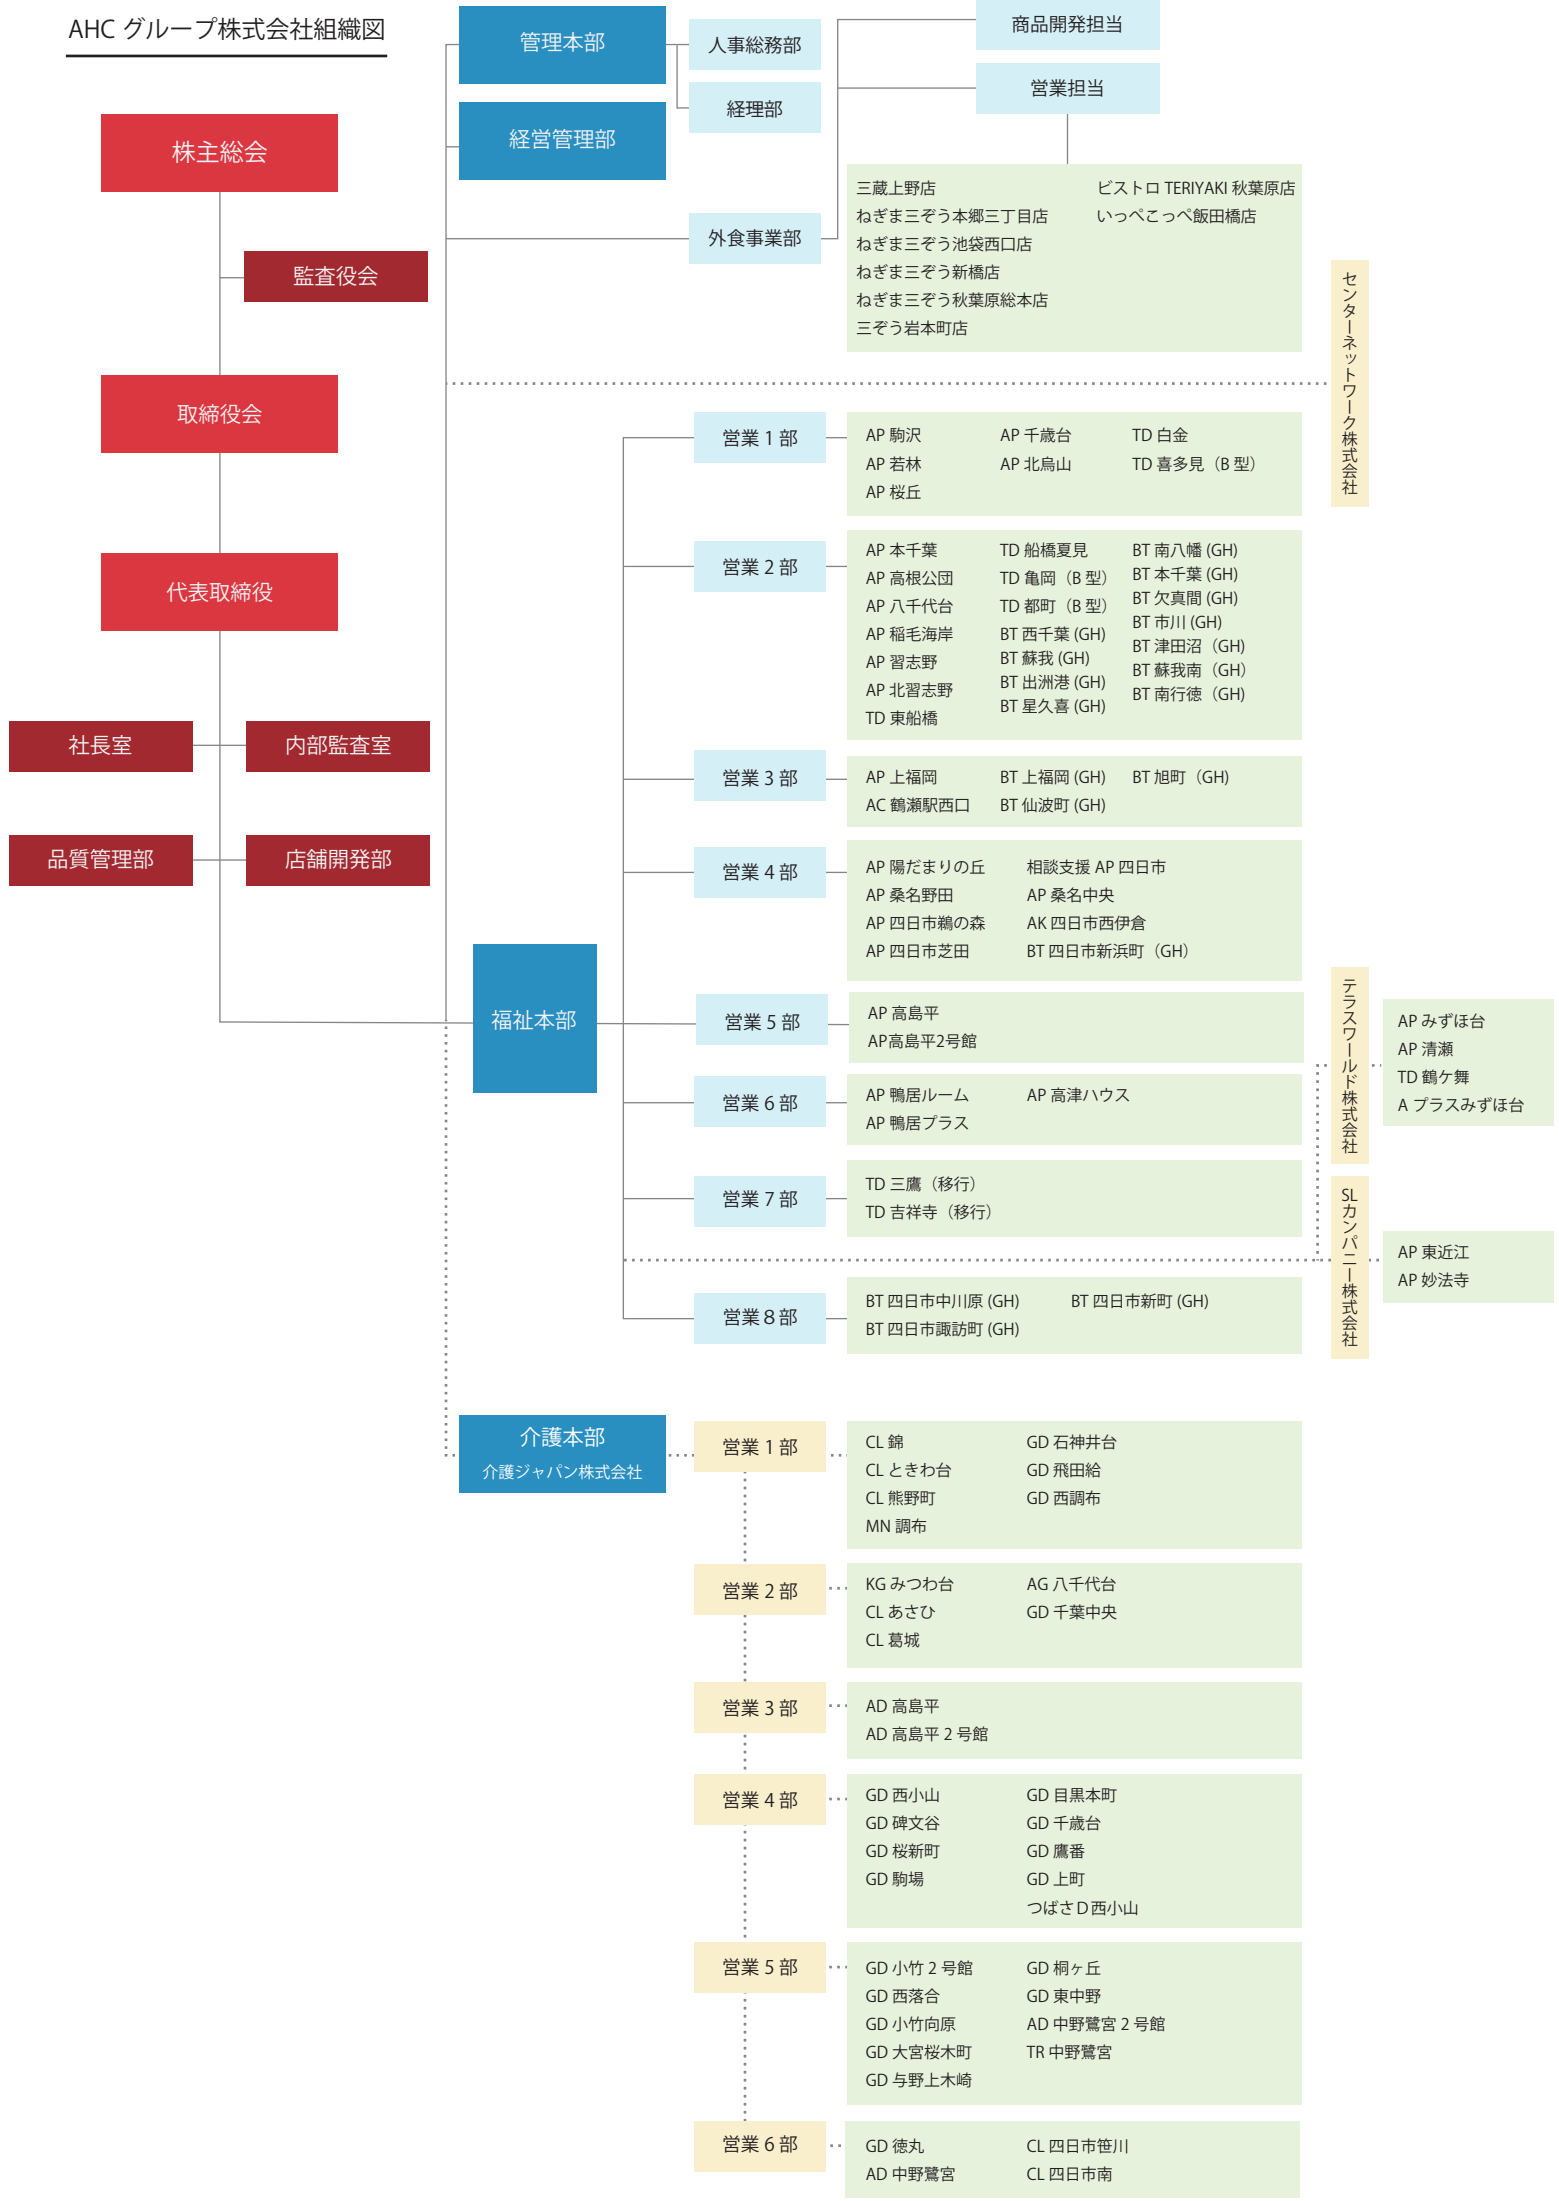 AHC グループ株式会社組織図
株主総会
監査役会
取締役会
代表取締役
社長室
内部監査室
品質管理部
店舗開発部
管理本部
人事総務部
経理部
経営管理部
外食事業部
商品開発担当
営業担当
三蔵上野店
ねぎま三ぞう本郷三丁目店
ねぎま三ぞう池袋西口店
ねぎま三ぞう新橋店
ねぎま三ぞう秋葉原総本店
三ぞう岩本町店
ビストロ TERIYAKI 秋葉原店
いっぺこっぺ飯田橋店
センターネットワーク株式会社
福祉本部
営業 1 部
AP 駒沢
AP 若林
AP 桜丘
AP 千歳台
AP 北烏山
TD 白金
TD 喜多見（B 型）
営業 2 部
AP 本千葉
AP 高根公団
AP 八千代台
AP 稲毛海岸
AP 習志野
AP 北習志野
TD 東船橋
TD 船橋夏見
TD 亀岡（B 型）
TD 都町（B 型）
BT 西千葉 (GH)
BT 蘇我 (GH)
BT 出洲港 (GH)
BT 星久喜 (GH)
BT 南八幡 (GH)
BT 本千葉 (GH)
BT 欠真間 (GH)
BT 市川 (GH)
BT 津田沼（GH)
BT 蘇我南（GH）
BT 南行徳（GH)
営業 3 部
AP 上福岡
AC 鶴瀬駅西口
BT 上福岡 (GH)
BT 仙波町 (GH)
BT 旭町（GH)
営業 4 部
AP 陽だまりの丘
AP 桑名野田
AP 四日市鵜の森
AP 四日市芝田
相談支援 AP 四日市
AP 桑名中央
AK 四日市西伊倉
BT 四日市新浜町（GH）
営業 5 部
AP 高島平
AP高島平2号館
営業 6 部
AP 鴨居ルーム
AP 鴨居プラス
AP 高津ハウス
営業 7 部
TD 三鷹（移行）
TD 吉祥寺（移行）
営業８部
BT 四日市中川原 (GH)
BT 四日市諏訪町 (GH)
BT 四日市新町 (GH)
テラスワールド株式会社
AP みずほ台
AP 清瀬
TD 鶴ケ舞
A プラスみずほ台
SLカンパニー株式会社
AP 東近江
AP 妙法寺
介護本部
介護ジャパン株式会社
営業 1 部
CL 錦
CL ときわ台
CL 熊野町
MN 調布
GD 石神井台
GD 飛田給
GD 西調布
営業 2 部
KG みつわ台
CL あさひ
CL 葛城
AG 八千代台
GD 千葉中央
営業 3 部
AD 高島平
AD 高島平 2 号館
営業 4 部
GD 西小山
GD 碑文谷
GD 桜新町
GD 駒場
GD 目黒本町
GD 千歳台
GD 鷹番
GD 上町
つばさＤ西小山
営業 5 部
GD 小竹 2 号館
GD 西落合
GD 小竹向原
GD 大宮桜木町
GD 与野上木崎
GD 桐ヶ丘
GD 東中野
AD 中野鷺宮 2 号館
TR 中野鷺宮
営業 6 部
GD 徳丸
AD 中野鷺宮
CL 四日市笹川
CL 四日市南